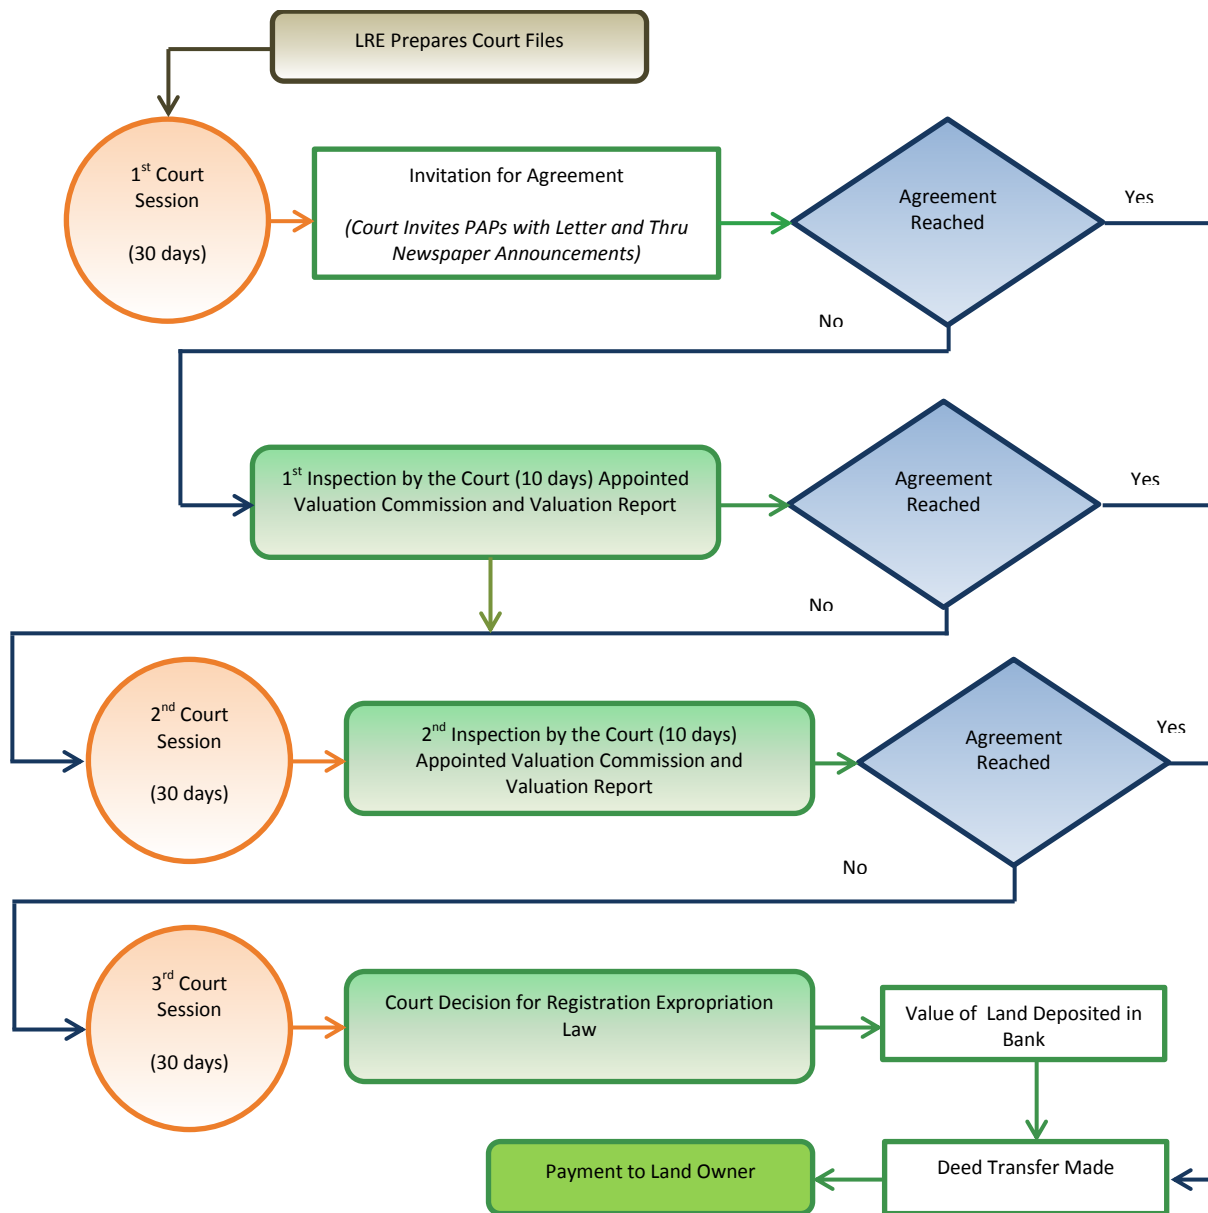 LRE Prepares Court Files
1st Court
Session
(30 days)
Invitation for Agreement
(Court Invites PAPs with Letter and Thru
Newspaper Announcements)
Agreement
Reached
Yes
No
1st Inspection by the Court (10 days) Appointed
Valuation Commission and Valuation Report
Agreement
Reached
Yes
No
2nd Court
Session
(30 days)
2nd Inspection by the Court (10 days)
Appointed Valuation Commission and
Valuation Report
Agreement
Reached
Yes
No
3rd Court
Session
(30 days)
Court Decision for Registration Expropriation
Law
Value of Land Deposited in
Bank
Payment to Land Owner
Deed Transfer Made